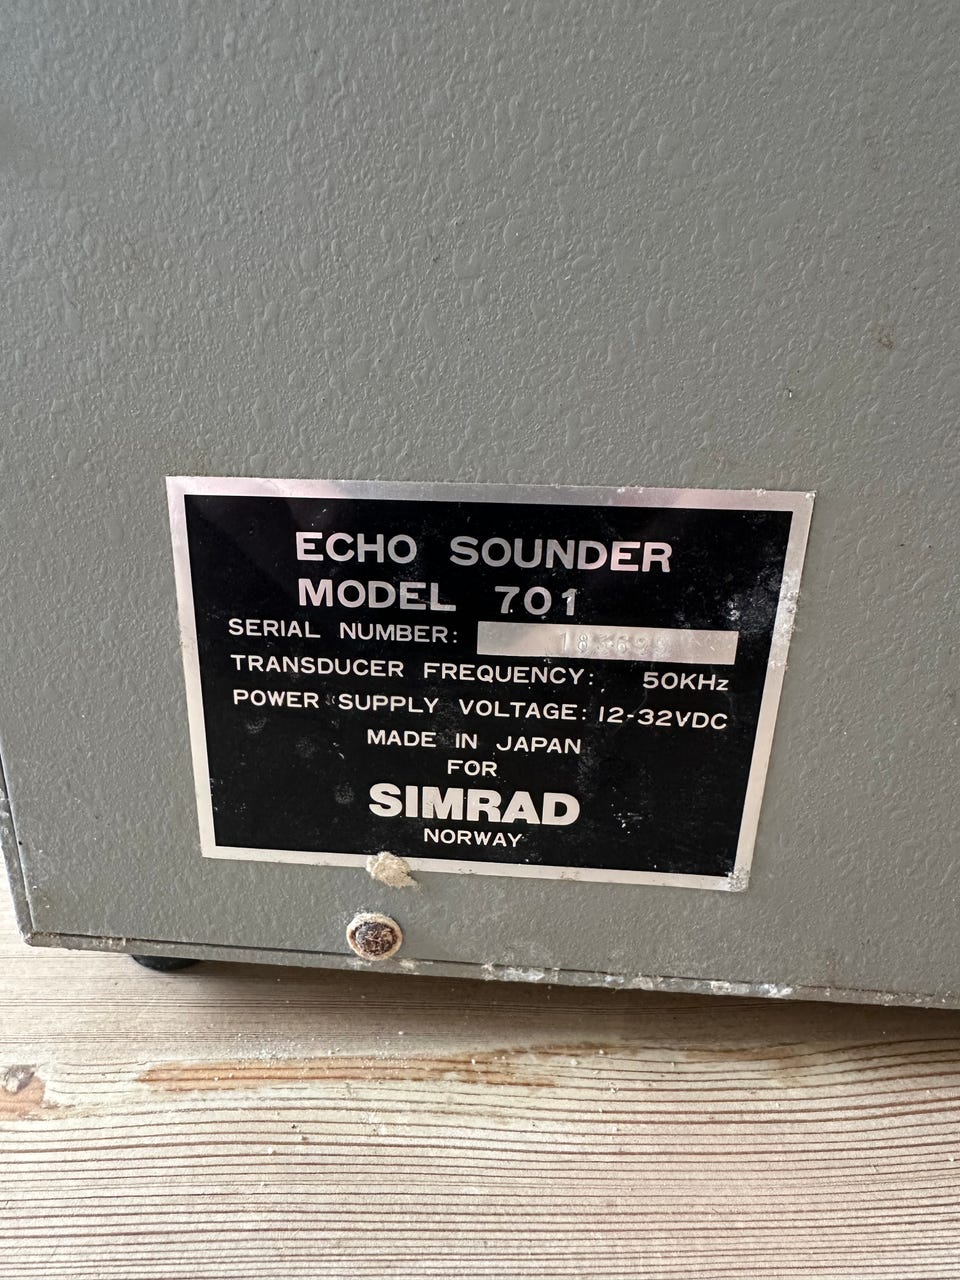 ECHO SOUNDER
MODEL 701
SERIAL NUMBER:
TRANSDUCER FREQUENCY: 50KHz
POWER SUPPLY VOLTAGE: 12-32VDC
MADE IN JAPAN
FOR
SIMRAD
NORWAY